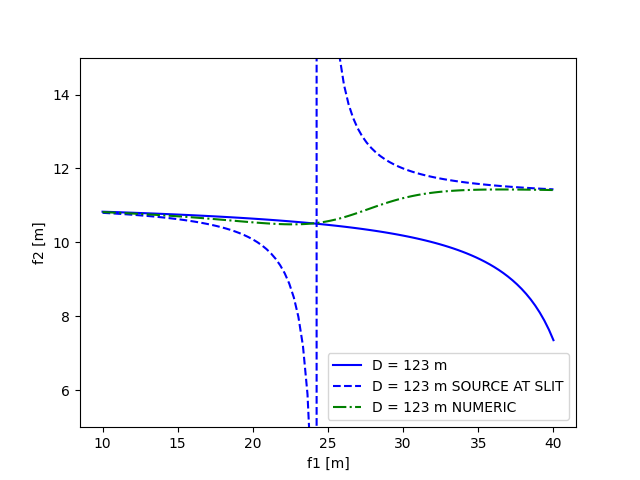 14
12
10
8
6
f2 [m]
10 15 20 25 30 35 40
f1 [m]
D = 123 m
D = 123 m SOURCE AT SLIT
D = 123 m NUMERIC